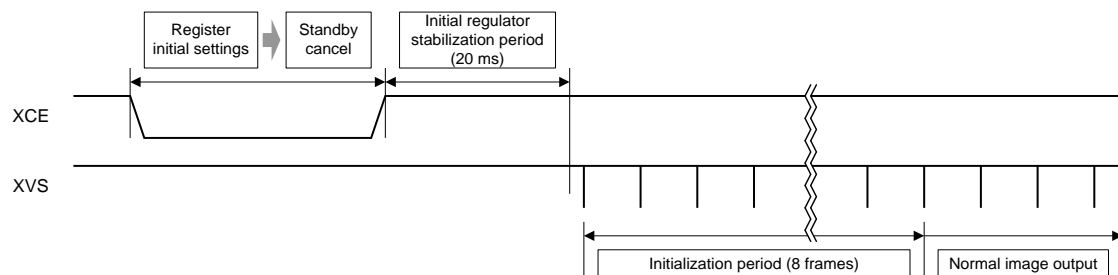 Register
initial settings
Standby
cancel
Initial regulator
stabilization period
(20 ms)
XCE
XVS
Initialization period (8 frames)
Normal image output